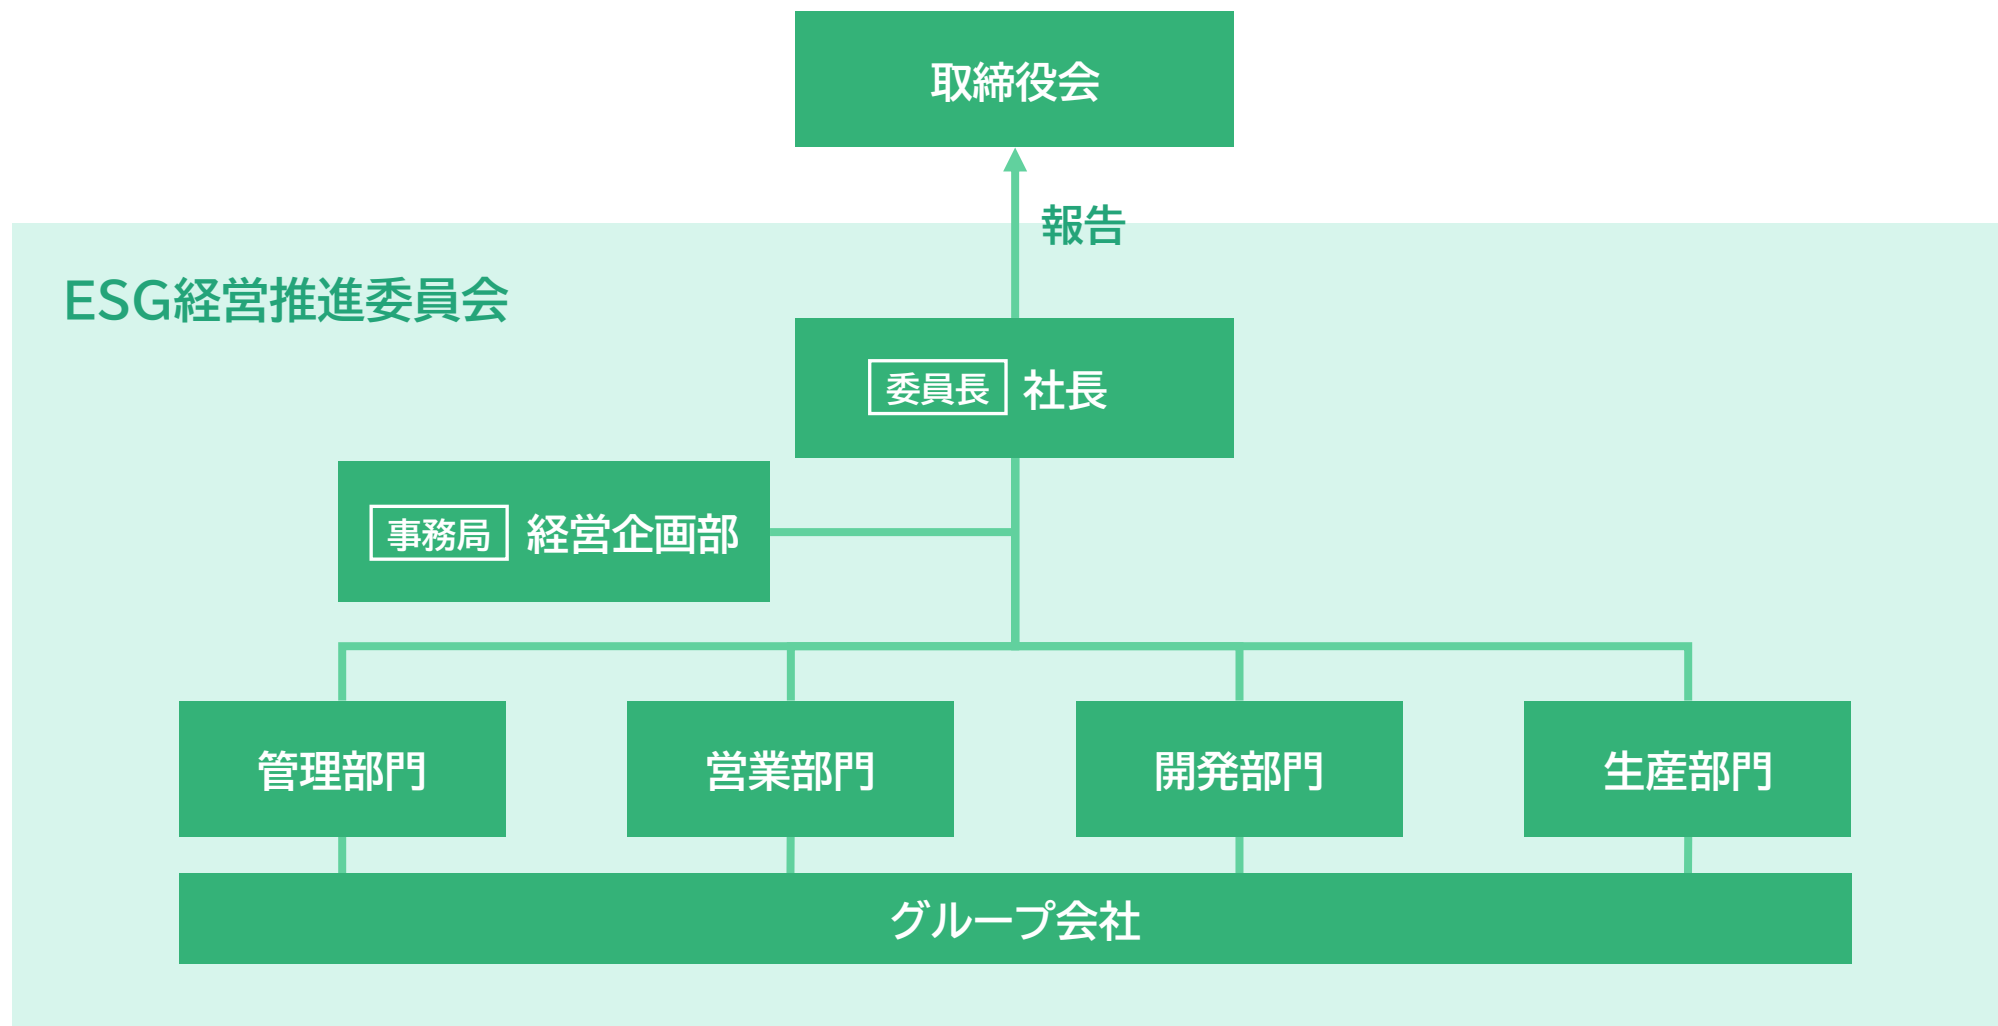 取締役会
報告
ESG経営推進委員会
委員長 社長
事務局 経営企画部
管理部門
営業部門
開発部門
生産部門
グループ会社